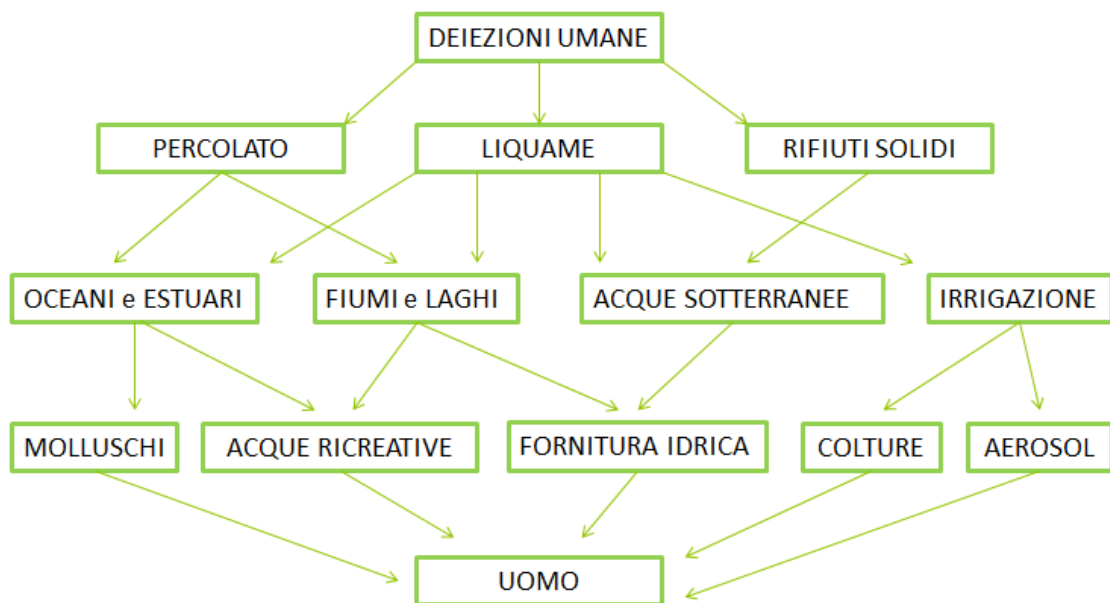 DEIEZIONI UMANE
PERCOLATO
LIQUAME
RIFIUTI SOLIDI
OCEANI e ESTUARI
FIUMI e LAGHI
ACQUE SOTTERRANEE
IRRIGAZIONE
MOLLUSCHI
ACQUE RICREATIVE
FORNITURA IDRICA
COLTURE
AEROSOL
UOMO